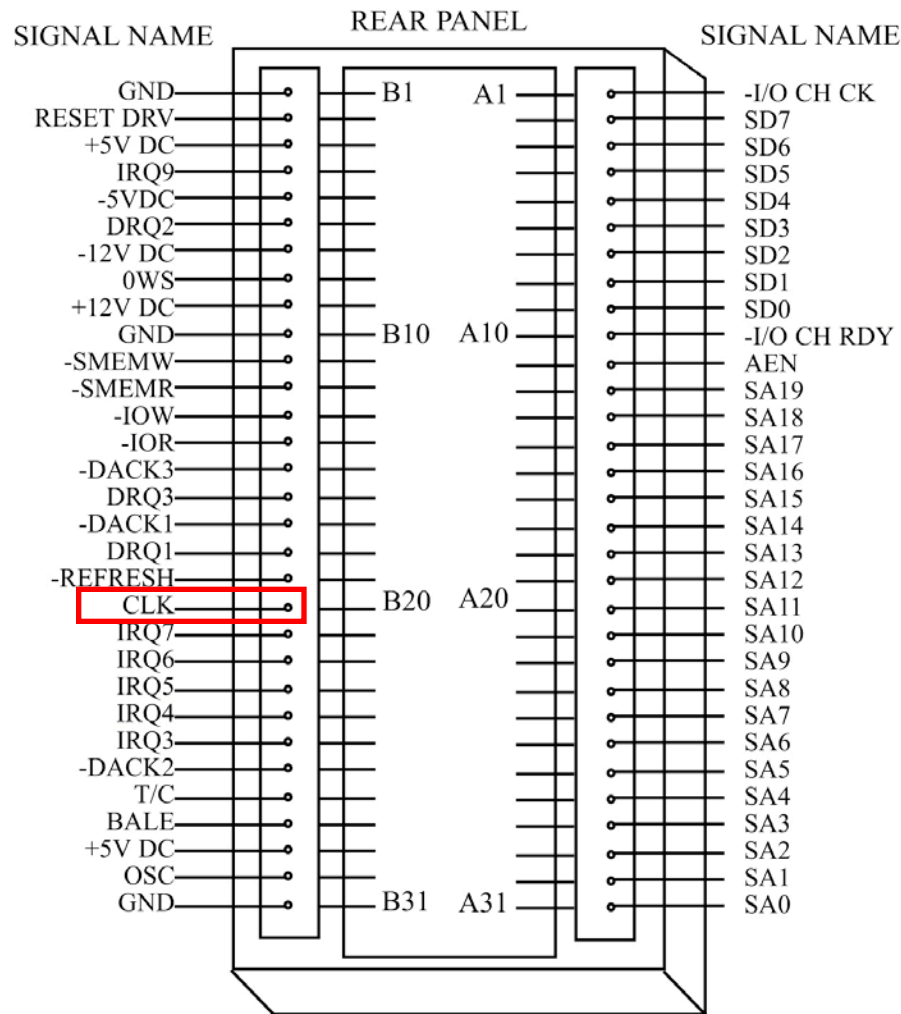 REAR PANEL
SIGNAL NAME SIGNAL NAME
GND B1 A1 -I/O CH CK
RESET DRV SD7
+5V DC SD6
IRQ9 SD5
-5VDC SD4
DRQ2 SD3
-12V DC SD2
0WS SD1
+12V DC SD0
GND B10 A10 -I/O CH RDY
-SMEMW AEN
-SMEMR SA19
-IOW SA18
-IOR SA17
-DACK3 SA16
DRQ3 SA15
-DACK1 SA14
DRQ1 SA13
-REFRESH SA12
CLK B20 A20 SA11
IRQ7 SA10
IRQ6 SA9
IRQ5 SA8
IRQ4 SA7
IRQ3 SA6
-DACK2 SA5
T/C SA4
BALE SA3
+5V DC SA2
OSC SA1
GND B31 A31 SA0